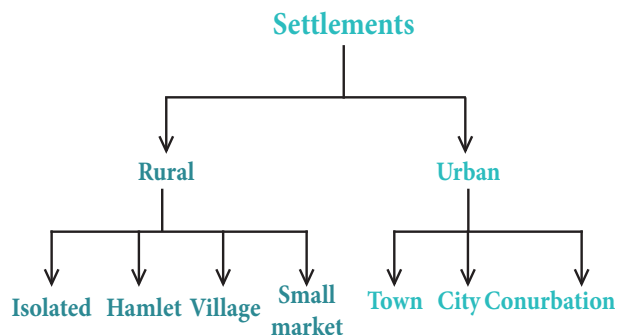 Settlements
Rural
Urban
Isolated
Hamlet
Village
Small
market
Town
City
Conurbation